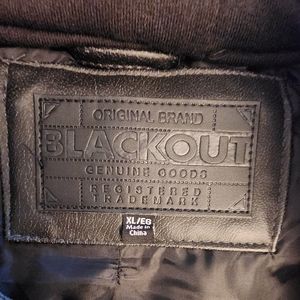 ORIGINAL BRAND
BLACKOUT
GENUINE GOODS
REGISTERED
TRADEMARK
XL/EG
Made in
China